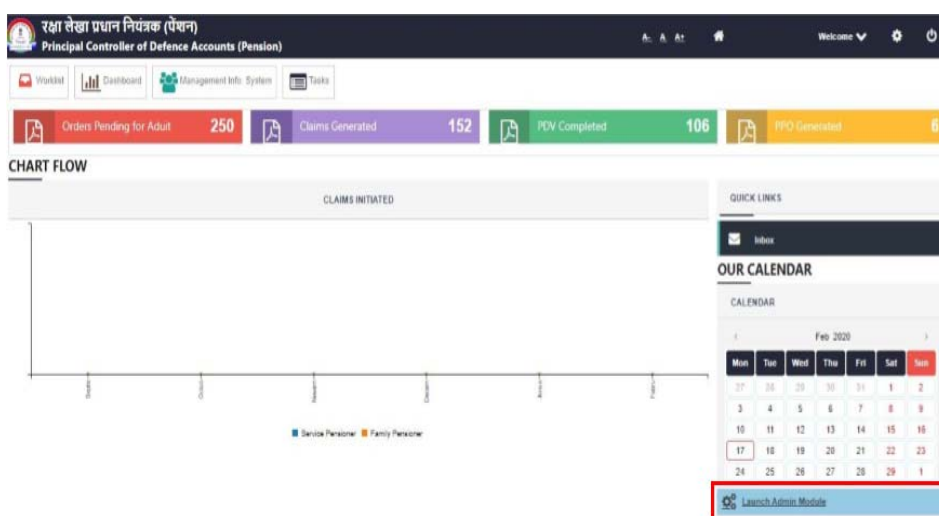 रक्षा लेखा प्रधान नियंत्रक (पेंशन)
Principal Controller of Defence Accounts (Pension)
A- A A+ Welcome
Worklist Dashboard Management Info. System Tasks
Orders Pending for Aduit 250 Claims Generated 152 PDV Completed 106 PPO Generated 6
CHART FLOW
CLAIMS INITIATED
Service Pensioner Family Pensioner
QUICK LINKS
Inbox
OUR CALENDAR
CALENDAR
‹ Feb 2020 ›
Mon Tue Wed Thu Fri Sat Sun
27 28 29 30 31 1 2
3 4 5 6 7 8 9
10 11 12 13 14 15 16
17 18 19 20 21 22 23
24 25 26 27 28 29 1
Launch Admin Module